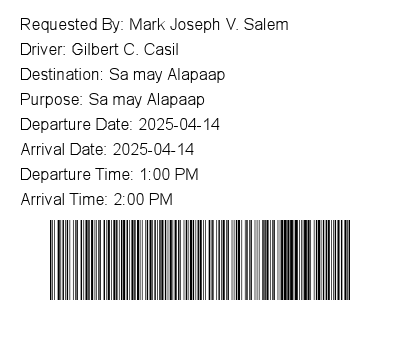 Requested By: Mark Joseph V. Salem
Driver: Gilbert C. Casil
Destination: Sa may Alapaap
Purpose: Sa may Alapaap
Departure Date: 2025-04-14
Arrival Date: 2025-04-14
Departure Time: 1:00 PM
Arrival Time: 2:00 PM